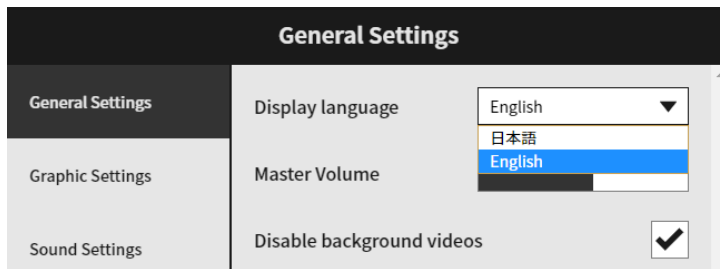 General Settings
General Settings
Graphic Settings
Sound Settings
Display language
English
日本語
English
Master Volume
Disable background videos